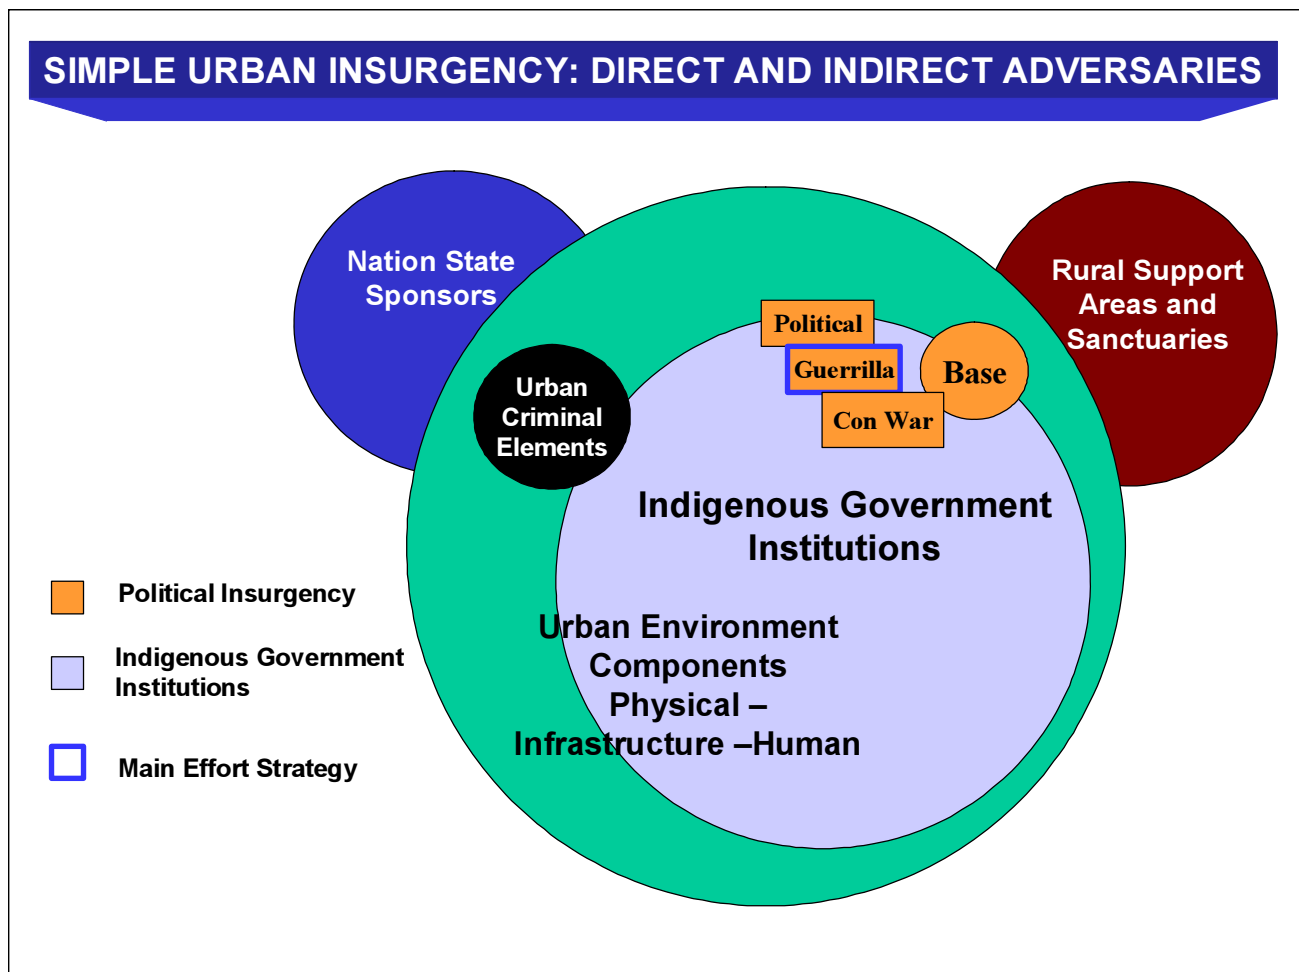 SIMPLE URBAN INSURGENCY: DIRECT AND INDIRECT ADVERSARIES
Nation State
Sponsors
Rural Support
Areas and
Sanctuaries
Political
Guerrilla
Base
Con War
Urban
Criminal
Elements
Indigenous Government
Institutions
Urban Environment
Components
Physical –
Infrastructure –Human
Political Insurgency
Indigenous Government
Institutions
Main Effort Strategy